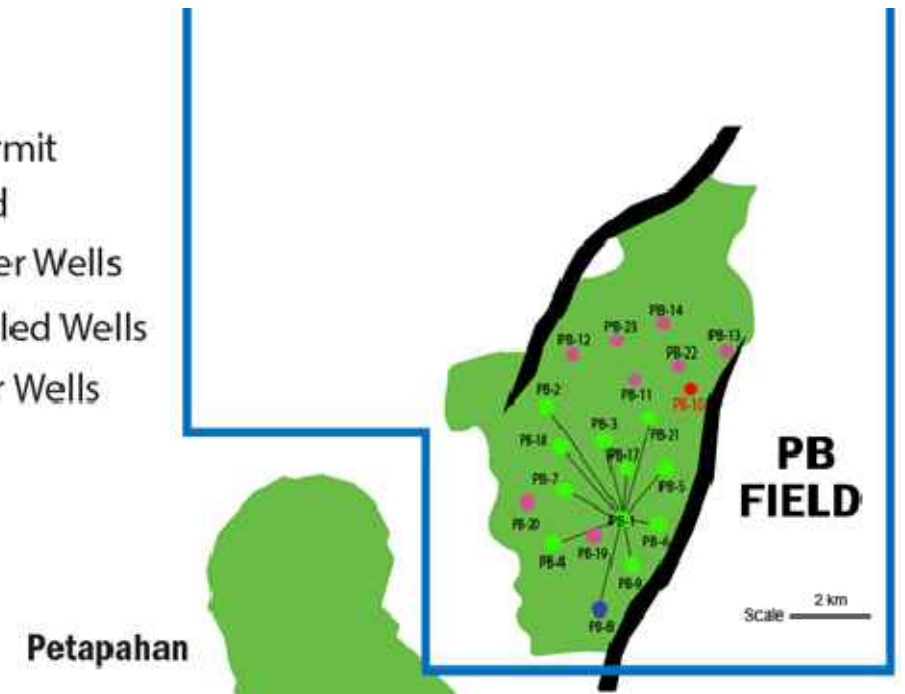 rmit
d
er Wells
led Wells
r Wells
PB-14
PB-23
PB-13
PB-12
PB-22
PB-11
PB-2
PB-10
PB-3
PB-21
PB-18
PB-17
PB-7
PB-5
PB-20
PB-1
PB-19
PB-4
PB-9
PB-8
PB
FIELD
2 km
Scale
Petapahan